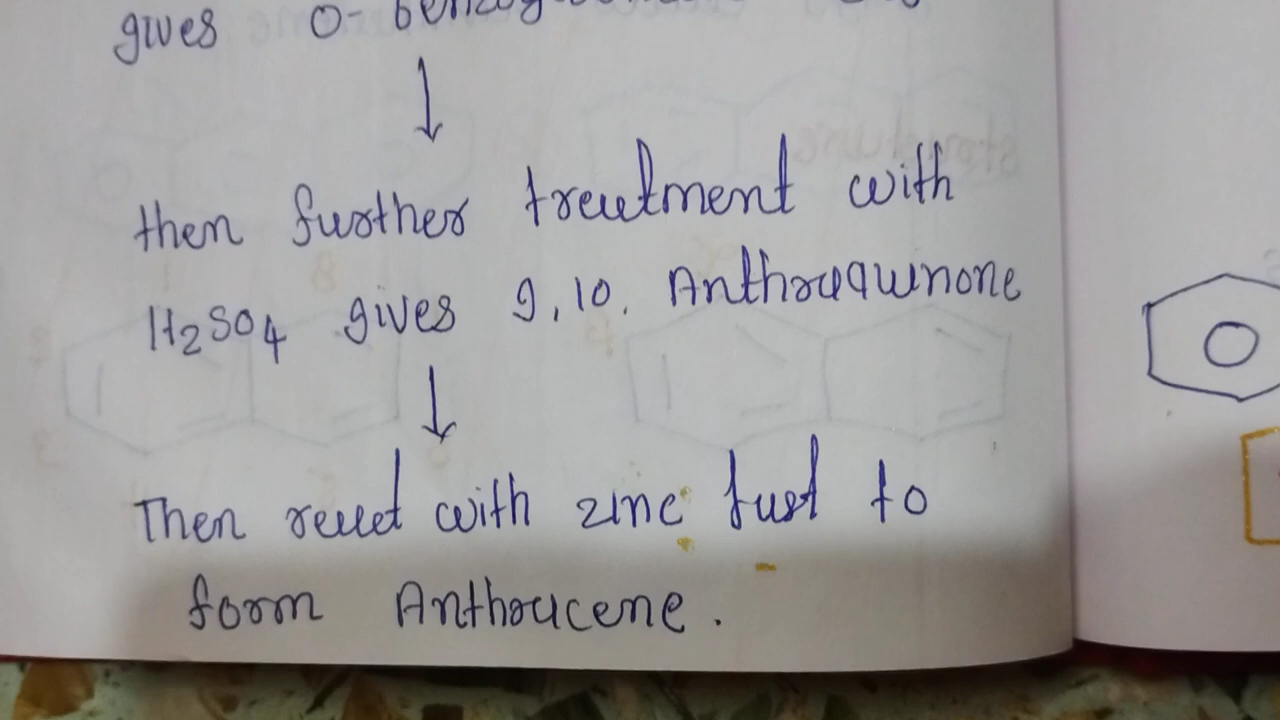 gives O-
↓
then further treatment with
H₂SO₄ gives 9,10. Anthraquinone
↓
Then react with zinc dust to
form Anthracene.